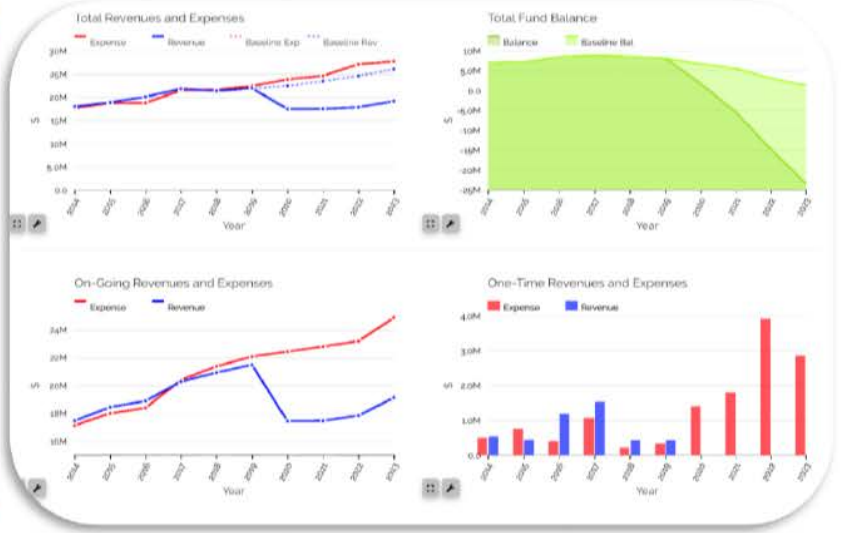 Total Revenues and Expenses
Expense Revenue Baseline Exp Baseline Rev
30M
25M
20M
15M
10M
5.0M
0.0
$
2014 2015 2016 2017 2018 2019 2020 2021 2022 2023
Year
Total Fund Balance
Balance Baseline Bal
10M
5.0M
0.0
-5.0M
-10M
-15M
-20M
-25M
$
2014 2015 2016 2017 2018 2019 2020 2021 2022 2023
Year
On-Going Revenues and Expenses
Expense Revenue
24M
22M
20M
18M
16M
$
2014 2015 2016 2017 2018 2019 2020 2021 2022 2023
Year
One-Time Revenues and Expenses
Expense Revenue
4.0M
3.0M
2.0M
1.0M
0.0
$
2014 2015 2016 2017 2018 2019 2020 2021 2022 2023
Year